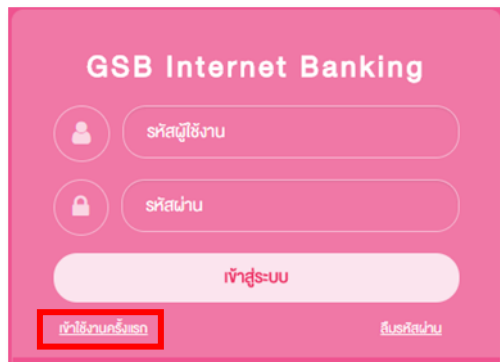 GSB Internet Banking
รหัสผู้ใช้งาน
รหัสผ่าน
เข้าสู่ระบบ
เข้าใช้งานครั้งแรก ลืมรหัสผ่าน